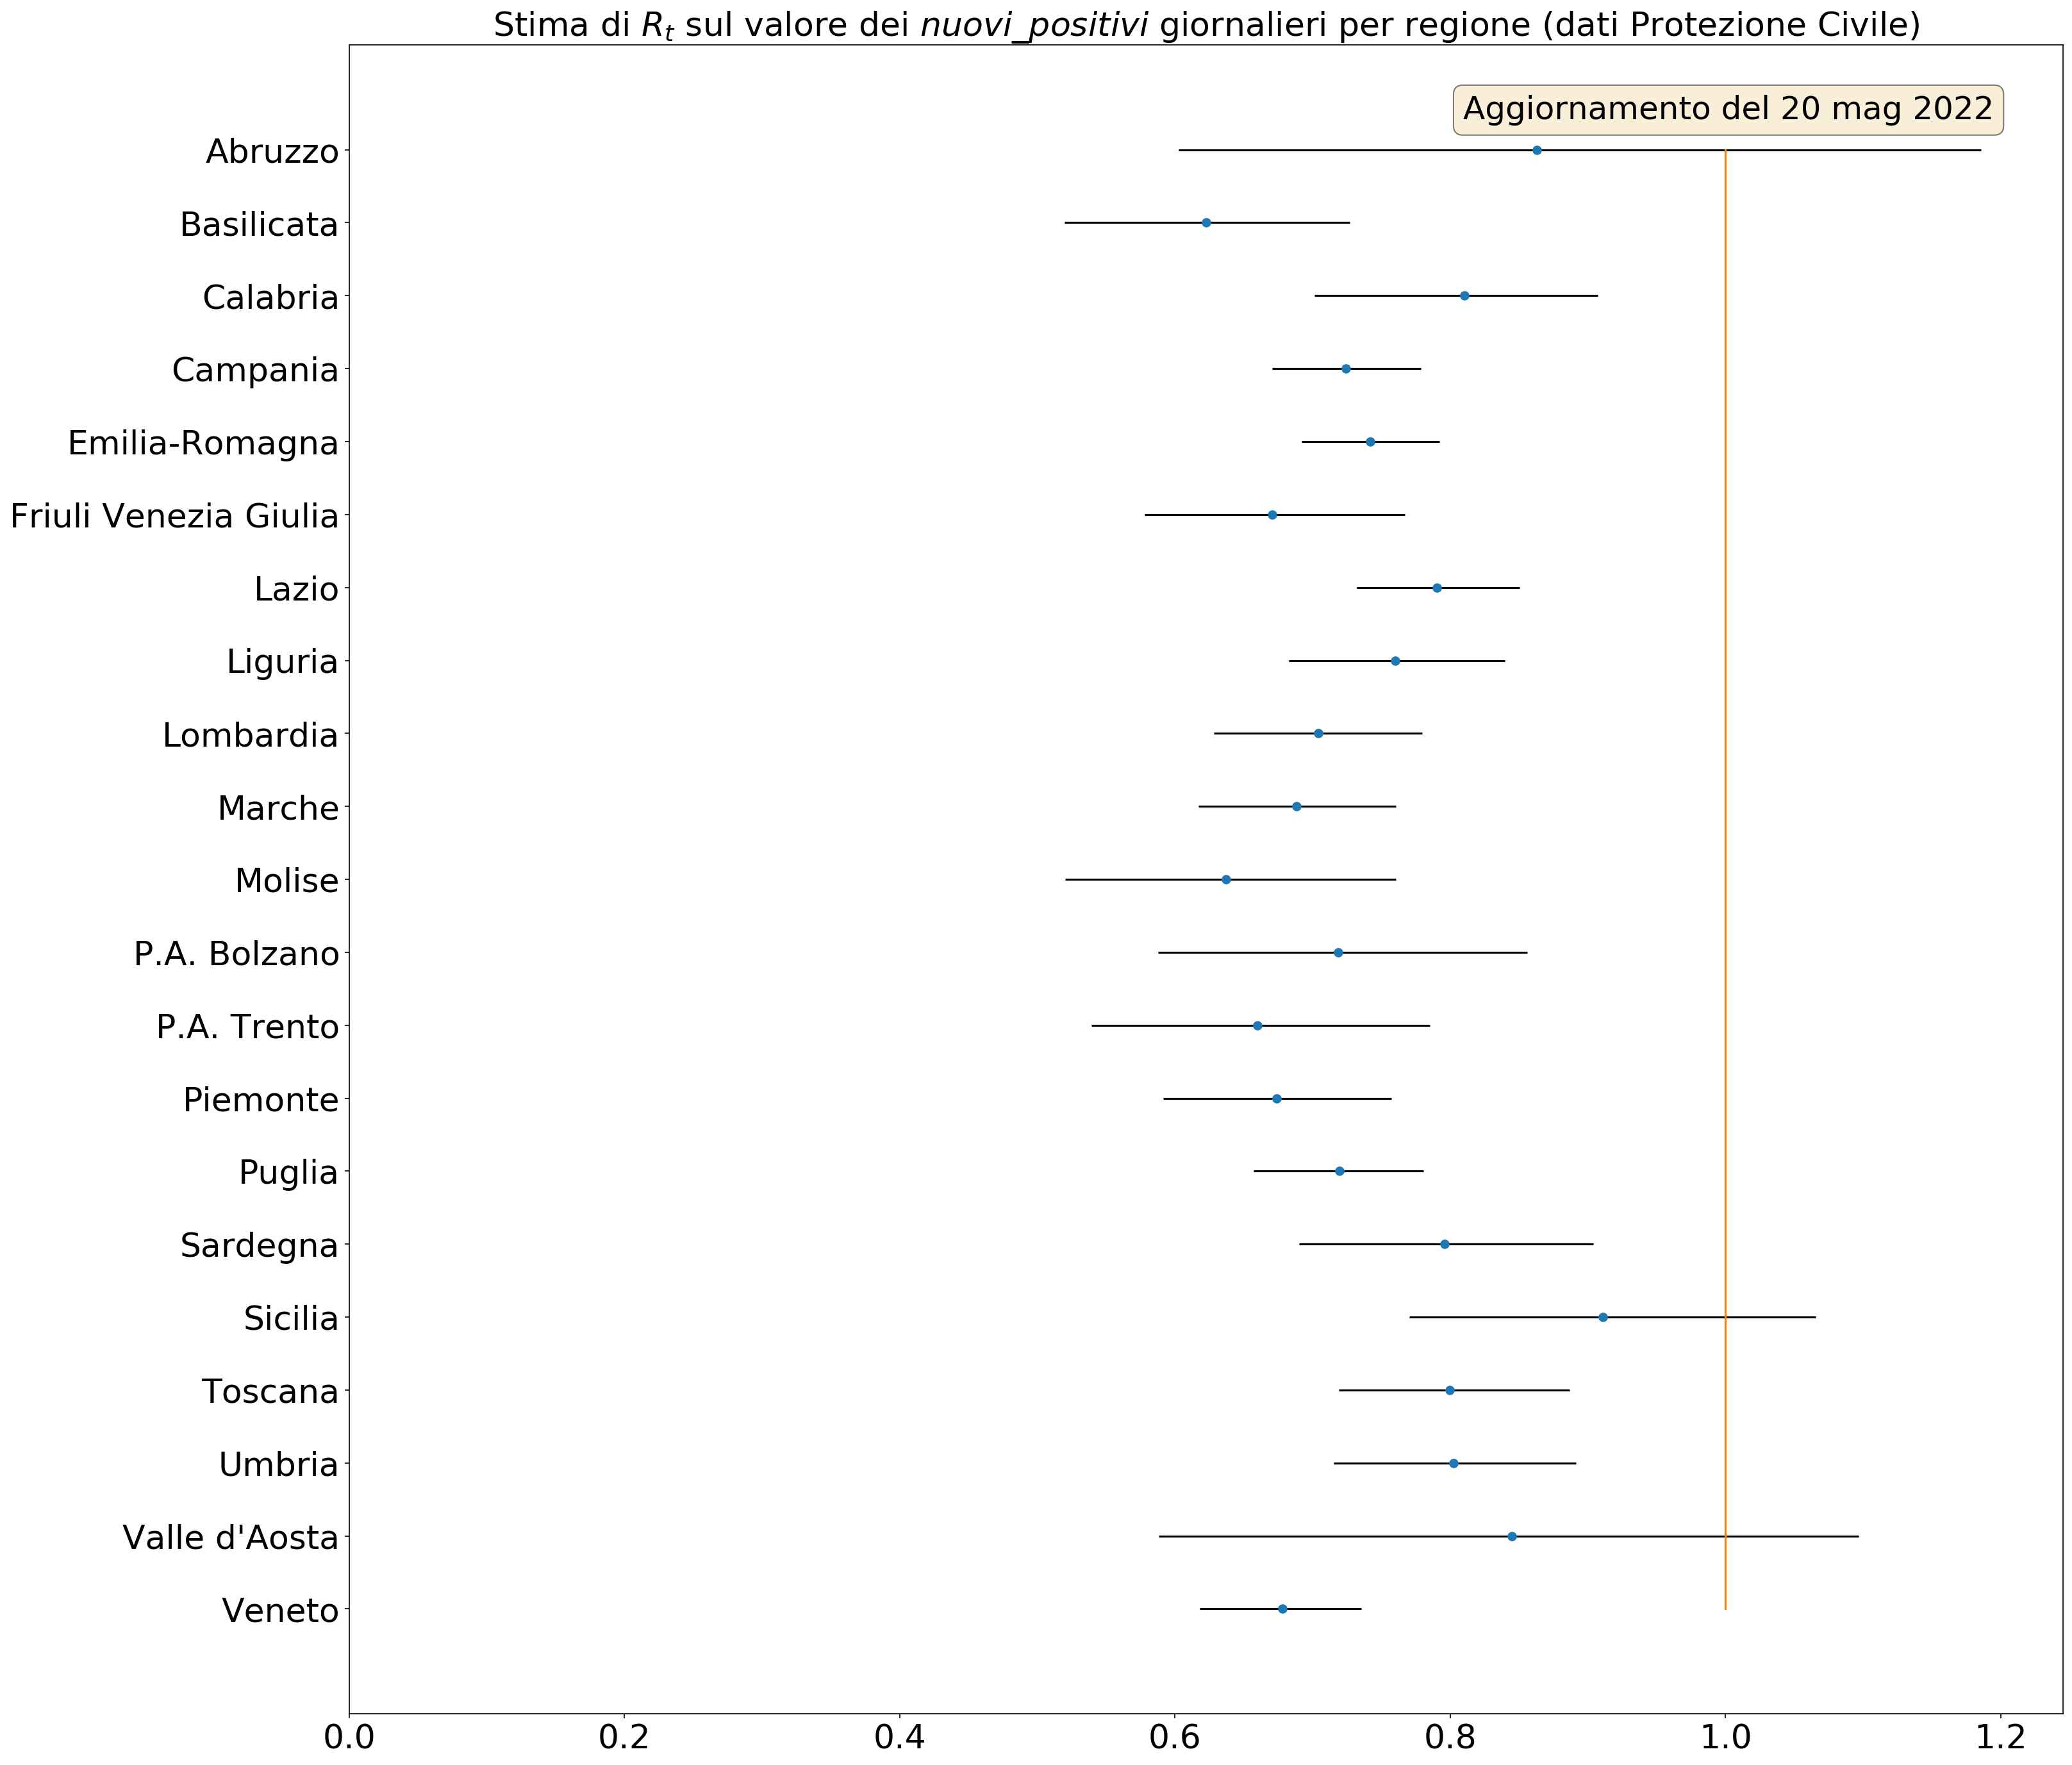 Stima di Rt sul valore dei nuovi_positivi giornalieri per regione (dati Protezione Civile)
Aggiornamento del 20 mag 2022
Abruzzo
Basilicata
Calabria
Campania
Emilia-Romagna
Friuli Venezia Giulia
Lazio
Liguria
Lombardia
Marche
Molise
P.A. Bolzano
P.A. Trento
Piemonte
Puglia
Sardegna
Sicilia
Toscana
Umbria
Valle d'Aosta
Veneto
0.0 0.2 0.4 0.6 0.8 1.0 1.2